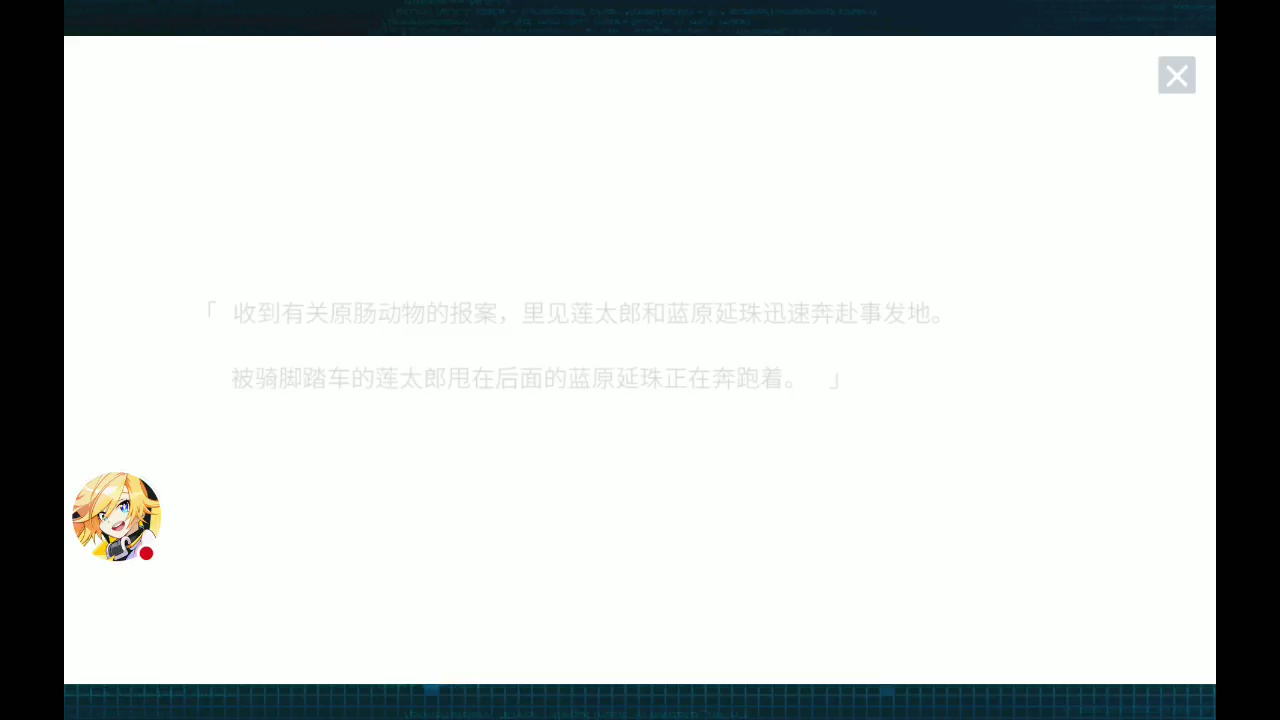 「 收到有关原肠动物的报案，里见莲太郎和蓝原延珠迅速奔赴事发地。
被骑脚踏车的莲太郎甩在后面的蓝原延珠正在奔跑着。 」